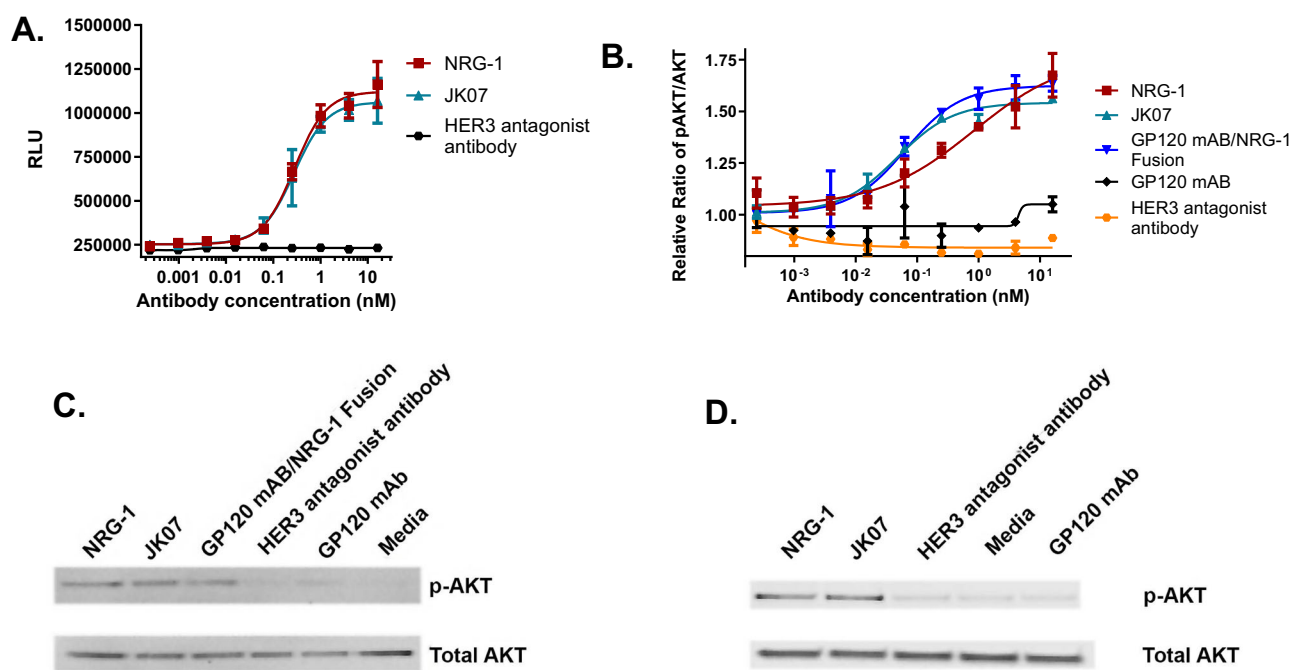 A.
1500000
1250000
1000000
750000
500000
250000
RLU
0.001 0.01 0.1 1 10
Antibody concentration (nM)
NRG-1
JK07
HER3 antagonist
antibody
B.
1.75
1.50
1.25
1.00
Relative Ratio of pAKT/AKT
10-3 10-2 10-1 100 101
Antibody concentration (nM)
NRG-1
JK07
GP120 mAB/NRG-1
Fusion
GP120 mAB
HER3 antagonist
antibody
C.
NRG-1
JK07
GP120 mAB/NRG-1 Fusion
HER3 antagonist antibody
GP120 mAb
Media
p-AKT
Total AKT
D.
NRG-1
JK07
HER3 antagonist antibody
Media
GP120 mAb
p-AKT
Total AKT